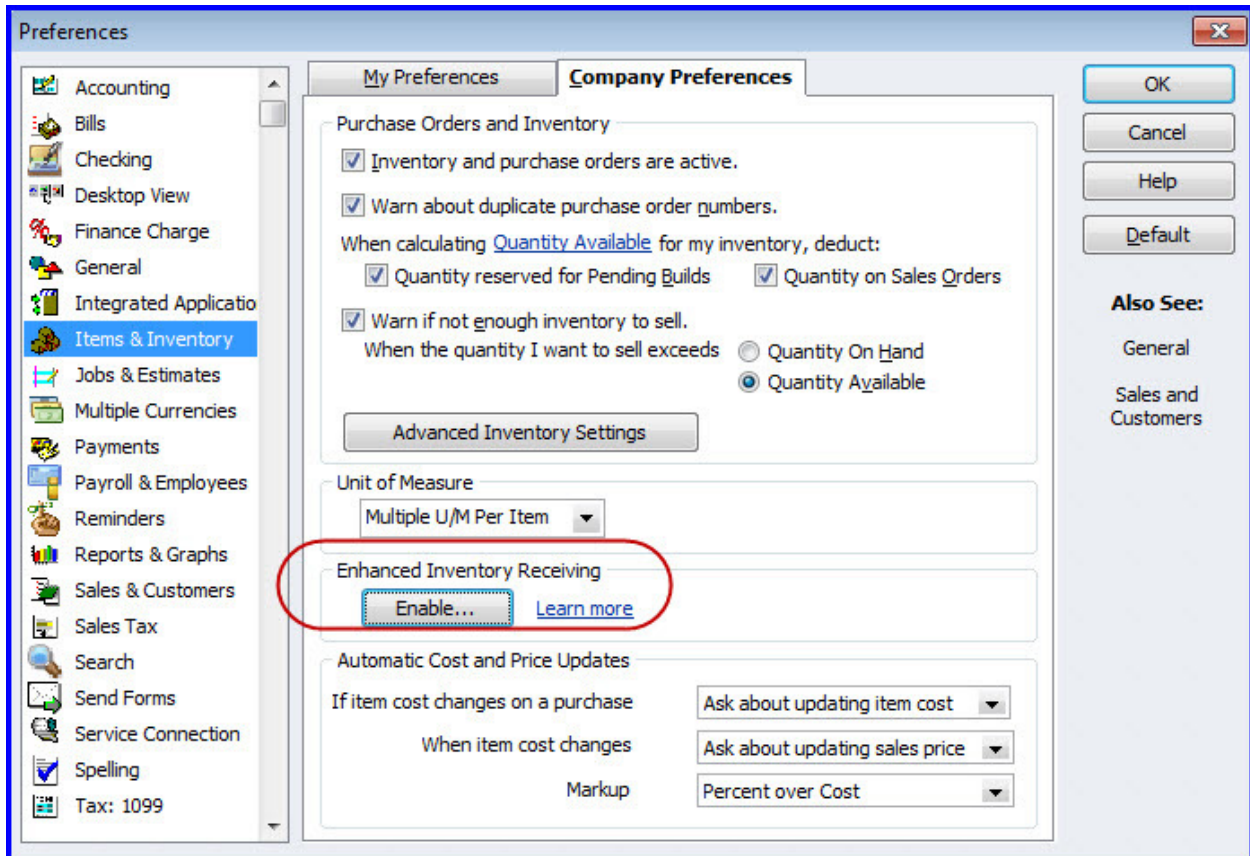 Preferences
Accounting
Bills
Checking
Desktop View
Finance Charge
General
Integrated Applicatio
Items & Inventory
Jobs & Estimates
Multiple Currencies
Payments
Payroll & Employees
Reminders
Reports & Graphs
Sales & Customers
Sales Tax
Search
Send Forms
Service Connection
Spelling
Tax: 1099
My Preferences
Company Preferences
Purchase Orders and Inventory
Inventory and purchase orders are active.
Warn about duplicate purchase order numbers.
When calculating Quantity Available for my inventory, deduct:
Quantity reserved for Pending Builds
Quantity on Sales Orders
Warn if not enough inventory to sell.
When the quantity I want to sell exceeds
Quantity On Hand
Quantity Available
Advanced Inventory Settings
Unit of Measure
Multiple U/M Per Item
Enhanced Inventory Receiving
Enable...
Learn more
Automatic Cost and Price Updates
If item cost changes on a purchase
Ask about updating item cost
When item cost changes
Ask about updating sales price
Markup
Percent over Cost
OK
Cancel
Help
Default
Also See:
General
Sales and
Customers